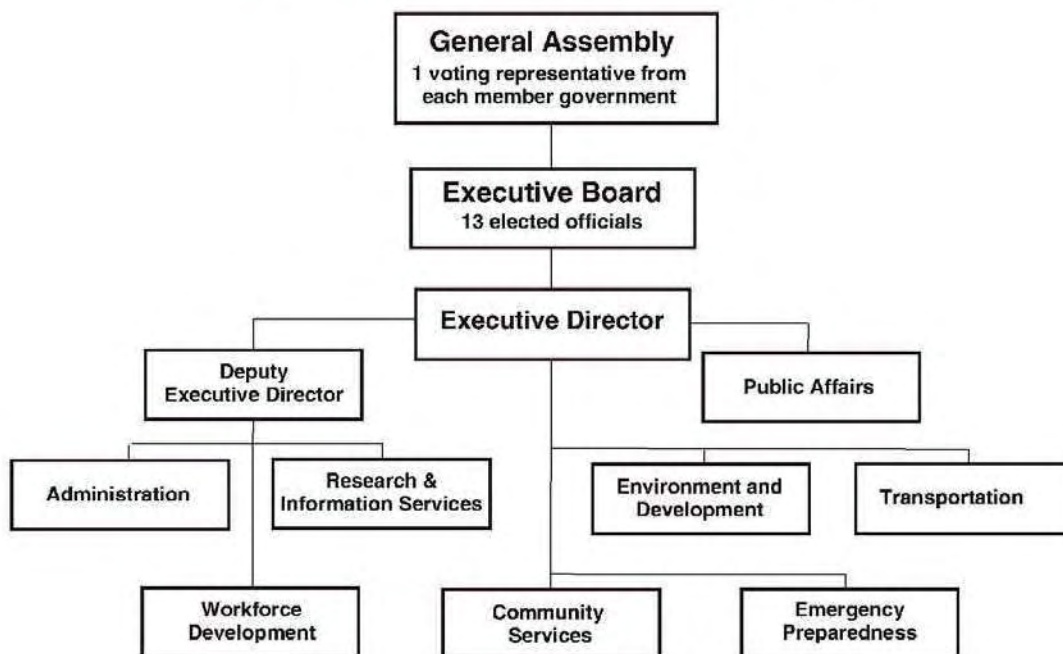 General Assembly
1 voting representative from
each member government
Executive Board
13 elected officials
Executive Director
Deputy
Executive Director
Public Affairs
Administration
Research &
Information Services
Environment and
Development
Transportation
Workforce
Development
Community
Services
Emergency
Preparedness